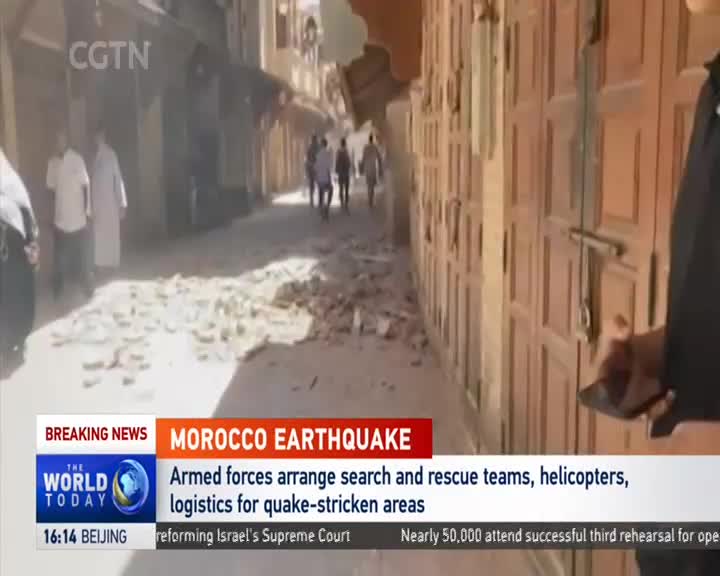 CGTN
BREAKING NEWS
MOROCCO EARTHQUAKE
THE WORLD TODAY
Armed forces arrange search and rescue teams, helicopters,
logistics for quake-stricken areas
16:14 BEIJING
reforming Israel's Supreme Court Nearly 50,000 attend successful third rehearsal for ope